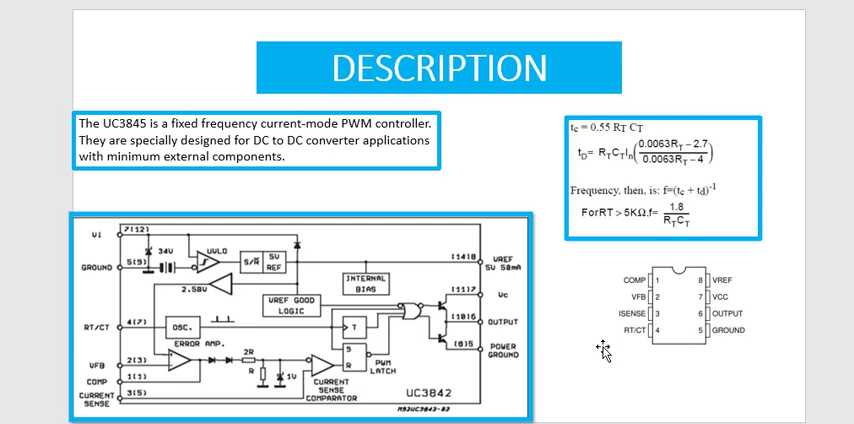 DESCRIPTION
The UC3845 is a fixed frequency current-mode PWM controller.
They are specially designed for DC to DC converter applications
with minimum external components.
tc = 0.55 RT CT
tD= RTCTIn(0.0063RT – 2.7 / 0.0063RT – 4)
Frequency, then, is: f=(tc + td)-1
ForRT > 5KΩ,f= 1.8 / RTCT
COMP 1 8 VREF
VFB 2 7 VCC
ISENSE 3 6 OUTPUT
RT/CT 4 5 GROUND
VI 7(12)
34V
UVLO
S/R
5V
REF
GROUND 5(9)
2.50V
VREF GOOD
LOGIC
INTERNAL
BIAS
(14)8 VREF
5V 50mA
(11)7 Vc
(10)6 OUTPUT
(8)5 POWER
GROUND
RT/CT 4(7)
OSC.
T
ERROR AMP.
VFB 2(3)
COMP 1(1)
CURRENT
SENSE 3(5)
2R
R
1V
CURRENT
SENSE
COMPARATOR
S
R
PWM
LATCH
UC3842
M92UC3842-02